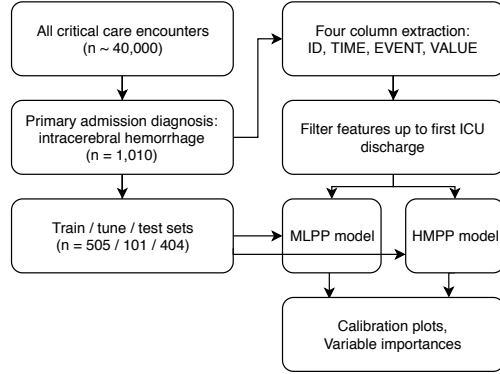 All critical care encounters
(n ~ 40,000)
Four column extraction:
ID, TIME, EVENT, VALUE
Primary admission diagnosis:
intracerebral hemorrhage
(n = 1,010)
Filter features up to first ICU
discharge
Train / tune / test sets
(n = 505 / 101 / 404)
MLPP model
HMPP model
Calibration plots,
Variable importances